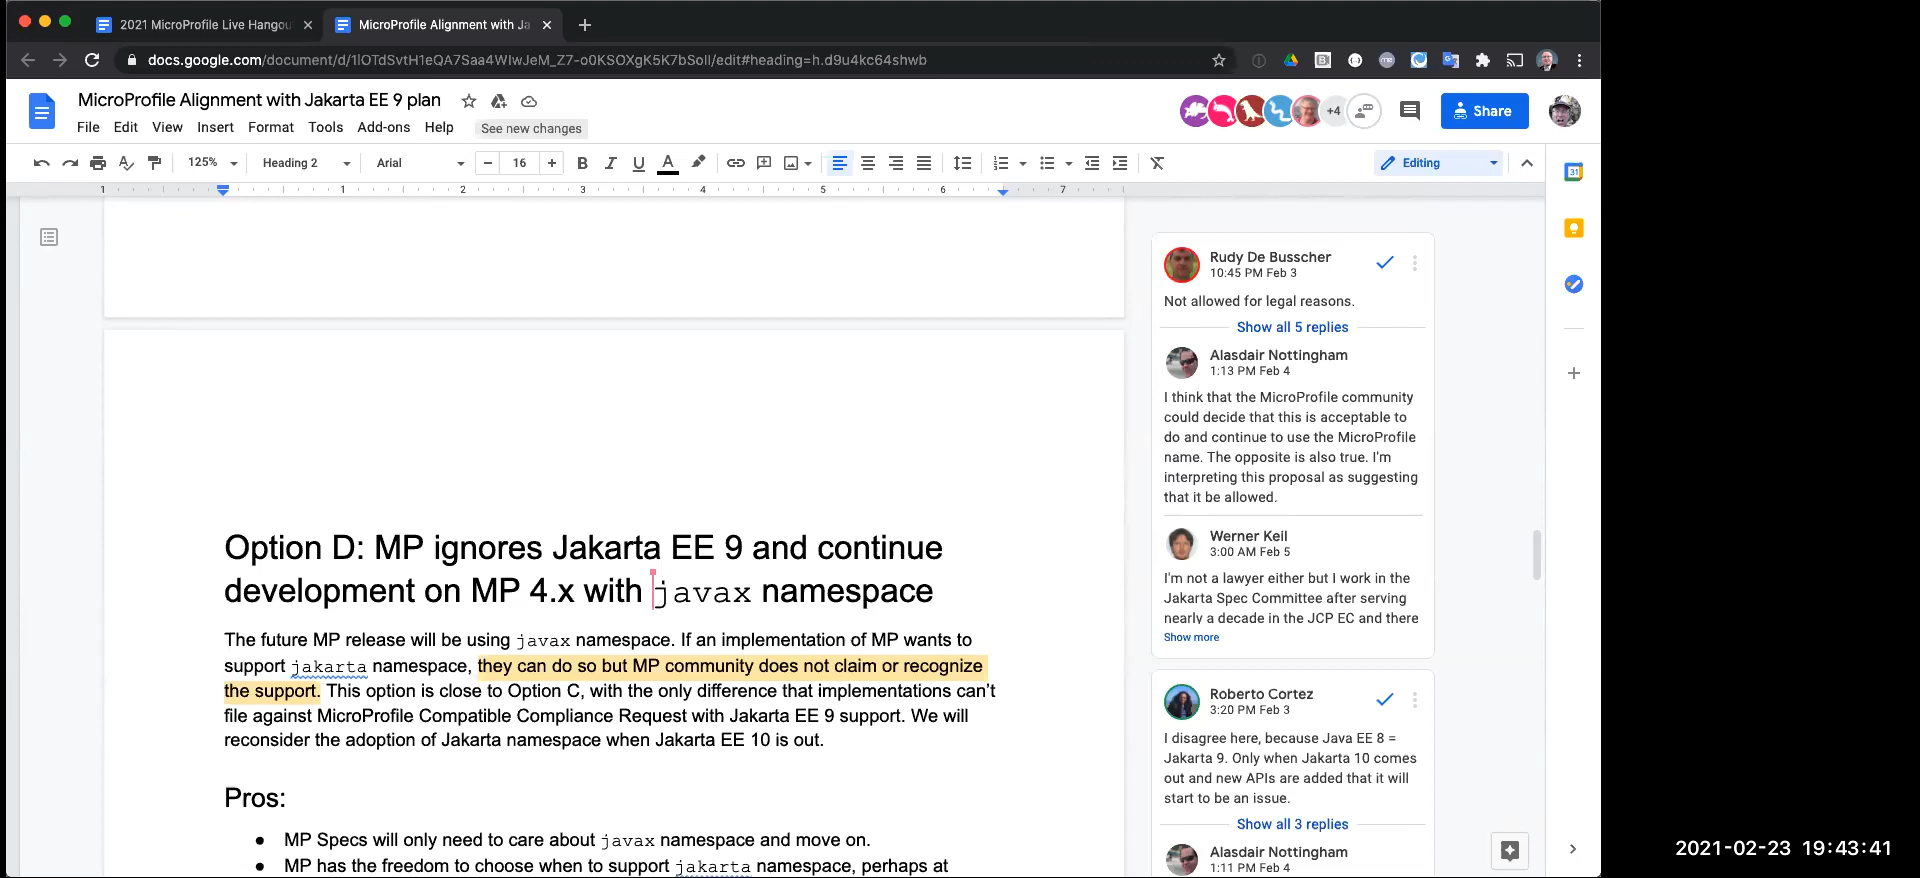 2021 MicroProfile Live Hangou
MicroProfile Alignment with Ja
docs.google.com/document/d/1lOTdSvtH1eQA7Saa4WIwJeM_Z7-o0KSOXgK5K7bSoII/edit#heading=h.d9u4kc64shwb
MicroProfile Alignment with Jakarta EE 9 plan
+4
Share
File Edit View Insert Format Tools Add-ons Help See new changes
125% Heading 2 Arial 16 B I U A Editing
1 1 2 3 4 5 6 7
31
Option D: MP ignores Jakarta EE 9 and continue
development on MP 4.x with javax namespace
The future MP release will be using javax namespace. If an implementation of MP wants to
support jakarta namespace, they can do so but MP community does not claim or recognize
the support. This option is close to Option C, with the only difference that implementations can't
file against MicroProfile Compatible Compliance Request with Jakarta EE 9 support. We will
reconsider the adoption of Jakarta namespace when Jakarta EE 10 is out.
Pros:
● MP Specs will only need to care about javax namespace and move on.
● MP has the freedom to choose when to support jakarta namespace, perhaps at
Rudy De Busscher
10:45 PM Feb 3
Not allowed for legal reasons.
Show all 5 replies
Alasdair Nottingham
1:13 PM Feb 4
I think that the MicroProfile community
could decide that this is acceptable to
do and continue to use the MicroProfile
name. The opposite is also true. I'm
interpreting this proposal as suggesting
that it be allowed.
Werner Keil
3:00 AM Feb 5
I'm not a lawyer either but I work in the
Jakarta Spec Committee after serving
nearly a decade in the JCP EC and there
Show more
Roberto Cortez
3:20 PM Feb 3
I disagree here, because Java EE 8 =
Jakarta 9. Only when Jakarta 10 comes
out and new APIs are added that it will
start to be an issue.
Show all 3 replies
Alasdair Nottingham
1:11 PM Feb 4
2021-02-23 19:43:41